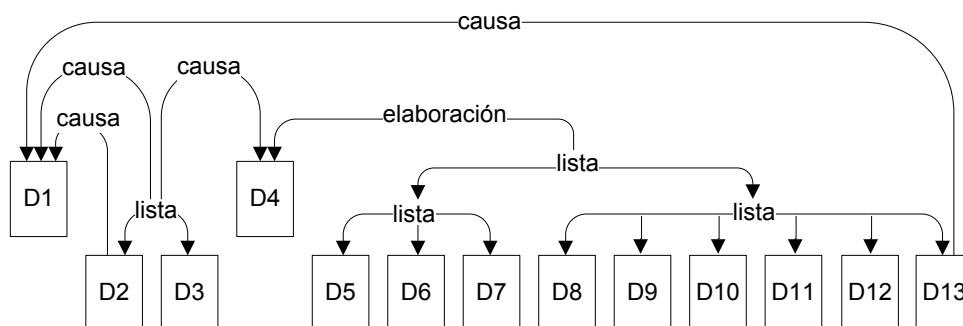 causa
causa causa
causa elaboración
lista
D1 D4
lista lista lista
D2 D3 D5 D6 D7 D8 D9 D10 D11 D12 D13